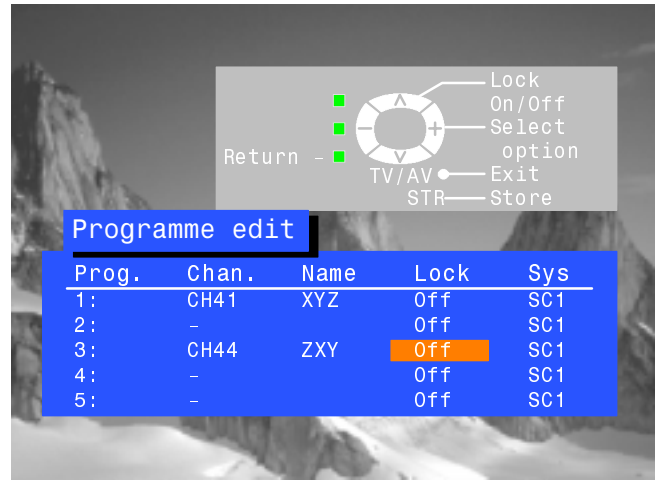 Lock
On/Off
Select
option
Return
TV/AV Exit
STR Store
Programme edit
Prog. Chan. Name Lock Sys
1: CH41 XYZ Off SC1
2: – Off SC1
3: CH44 ZXY Off SC1
4: – Off SC1
5: – Off SC1